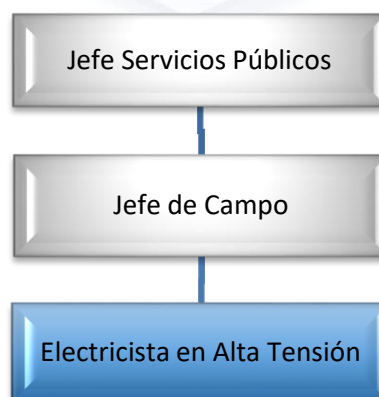 Jefe Servicios Públicos
Jefe de Campo
Electricista en Alta Tensión